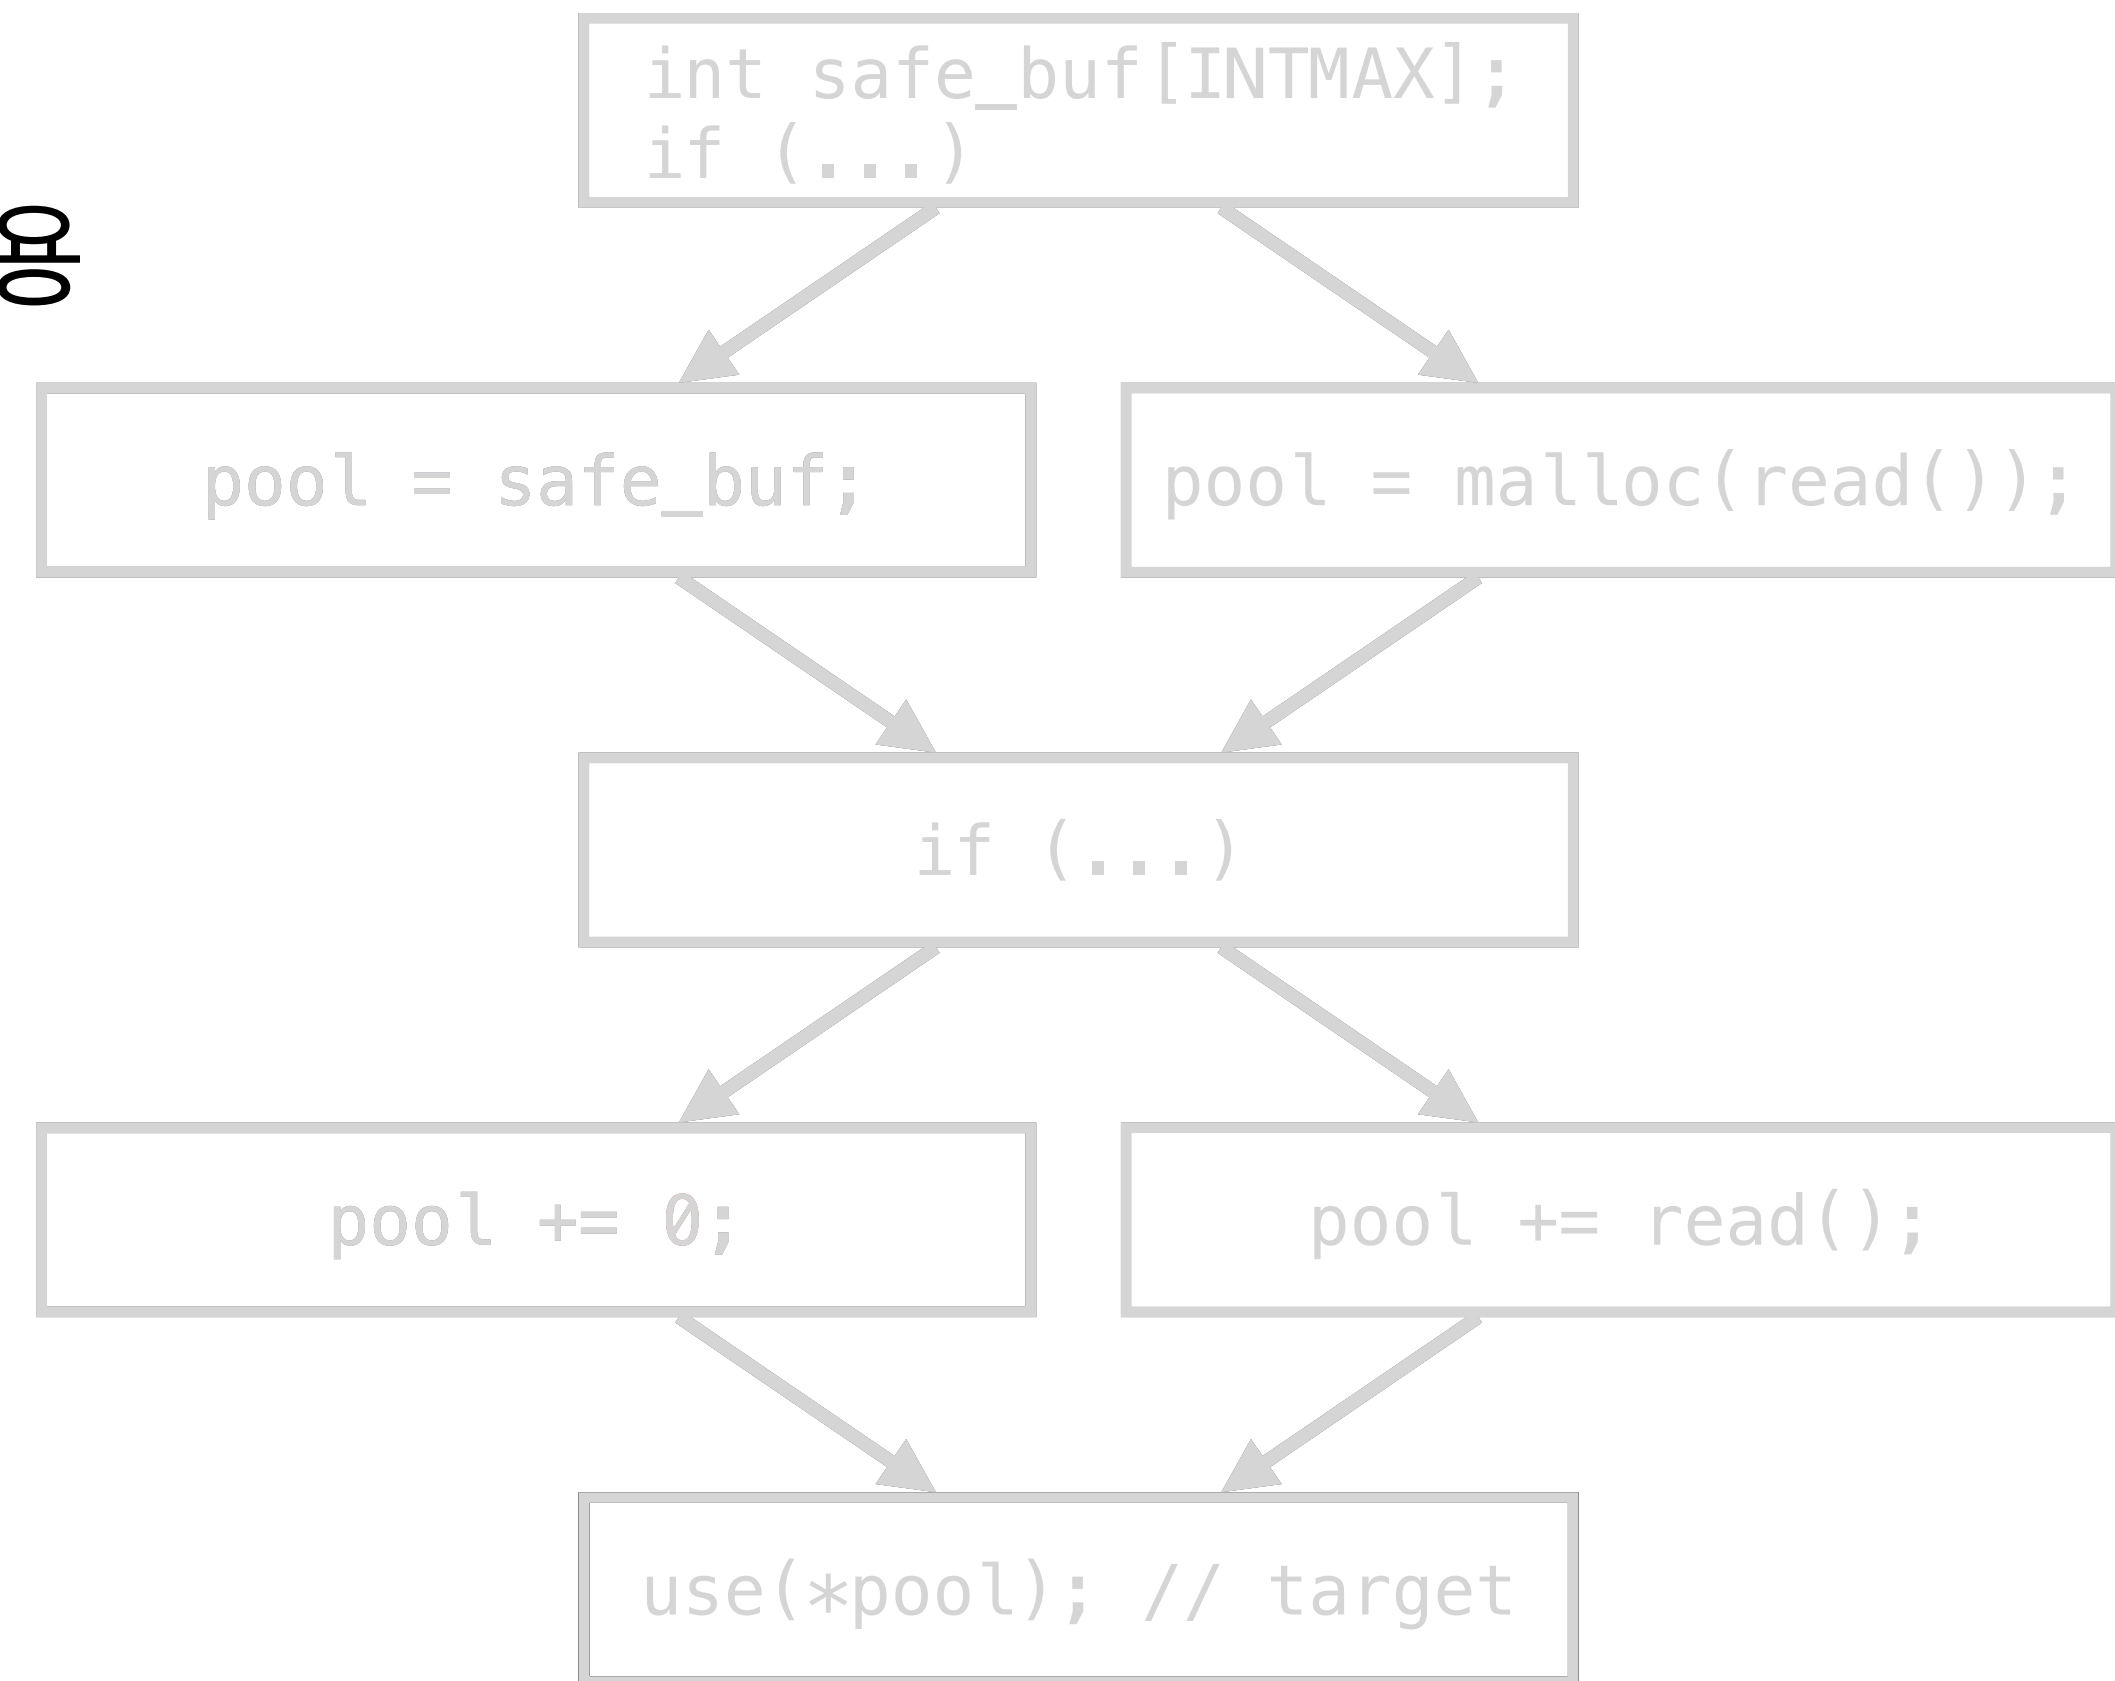 int safe_buf[INTMAX];
if (...)
pool = safe_buf;
pool = malloc(read());
if (...)
pool += 0;
pool += read();
use(*pool); // target